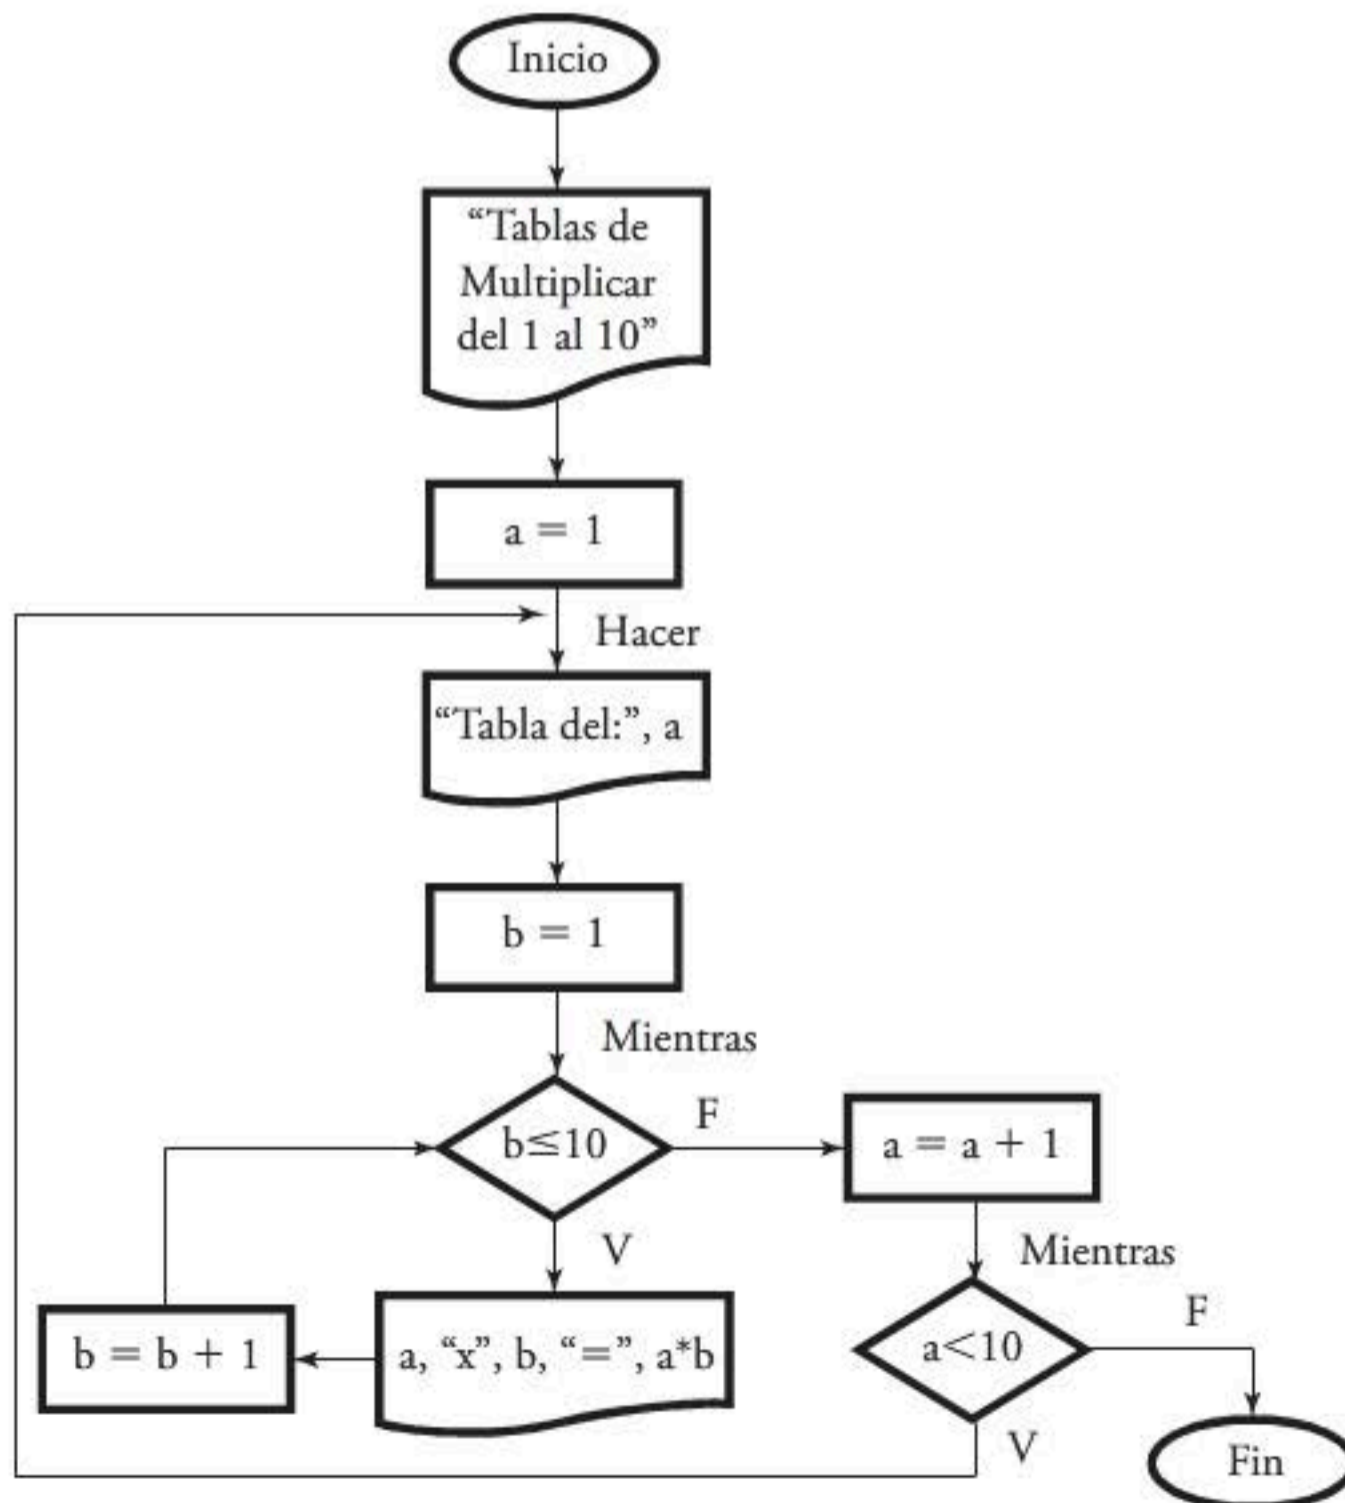 Inicio
“Tablas de
Multiplicar
del 1 al 10”
a = 1
Hacer
“Tabla del:”, a
b = 1
Mientras
b≤10
F
a = a + 1
V
Mientras
b = b + 1
a, “x”, b, “=”, a*b
a<10
F
V
Fin